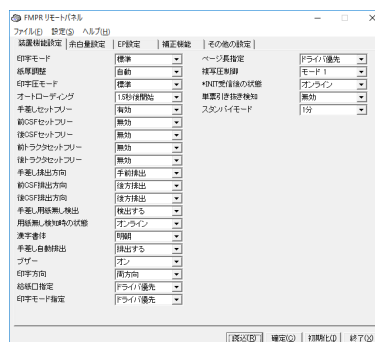 FMPR リモートパネル
ファイル(F) 設定(S) ヘルプ(H)
装置機能設定 余白量設定 EP設定 補正機能 その他の設定
印字モード 標準
紙厚調整 自動
印字圧モード 標準
オートローディング 1.5秒後開始
手差しセットフリー 有効
前CSFセットフリー 無効
後CSFセットフリー 無効
前トラクタセットフリー 無効
後トラクタセットフリー 無効
手差し排出方向 手前排出
前CSF排出方向 後方排出
後CSF排出方向 後方排出
手差し用紙無し検出 検出する
用紙無し検知時の状態 オンライン
漢字書体 明朝
手差し自動排出 排出する
ブザー オン
印字方向 両方向
給紙口指定 ドライバ優先
印字モード指定 ドライバ優先
ページ長指定 ドライバ優先
複写圧制御 モード 1
*INIT受信後の状態 オンライン
単票引き抜き検知 無効
スタンバイモード 1分
読込(R) 確定(O) 初期化(I) 終了(X)